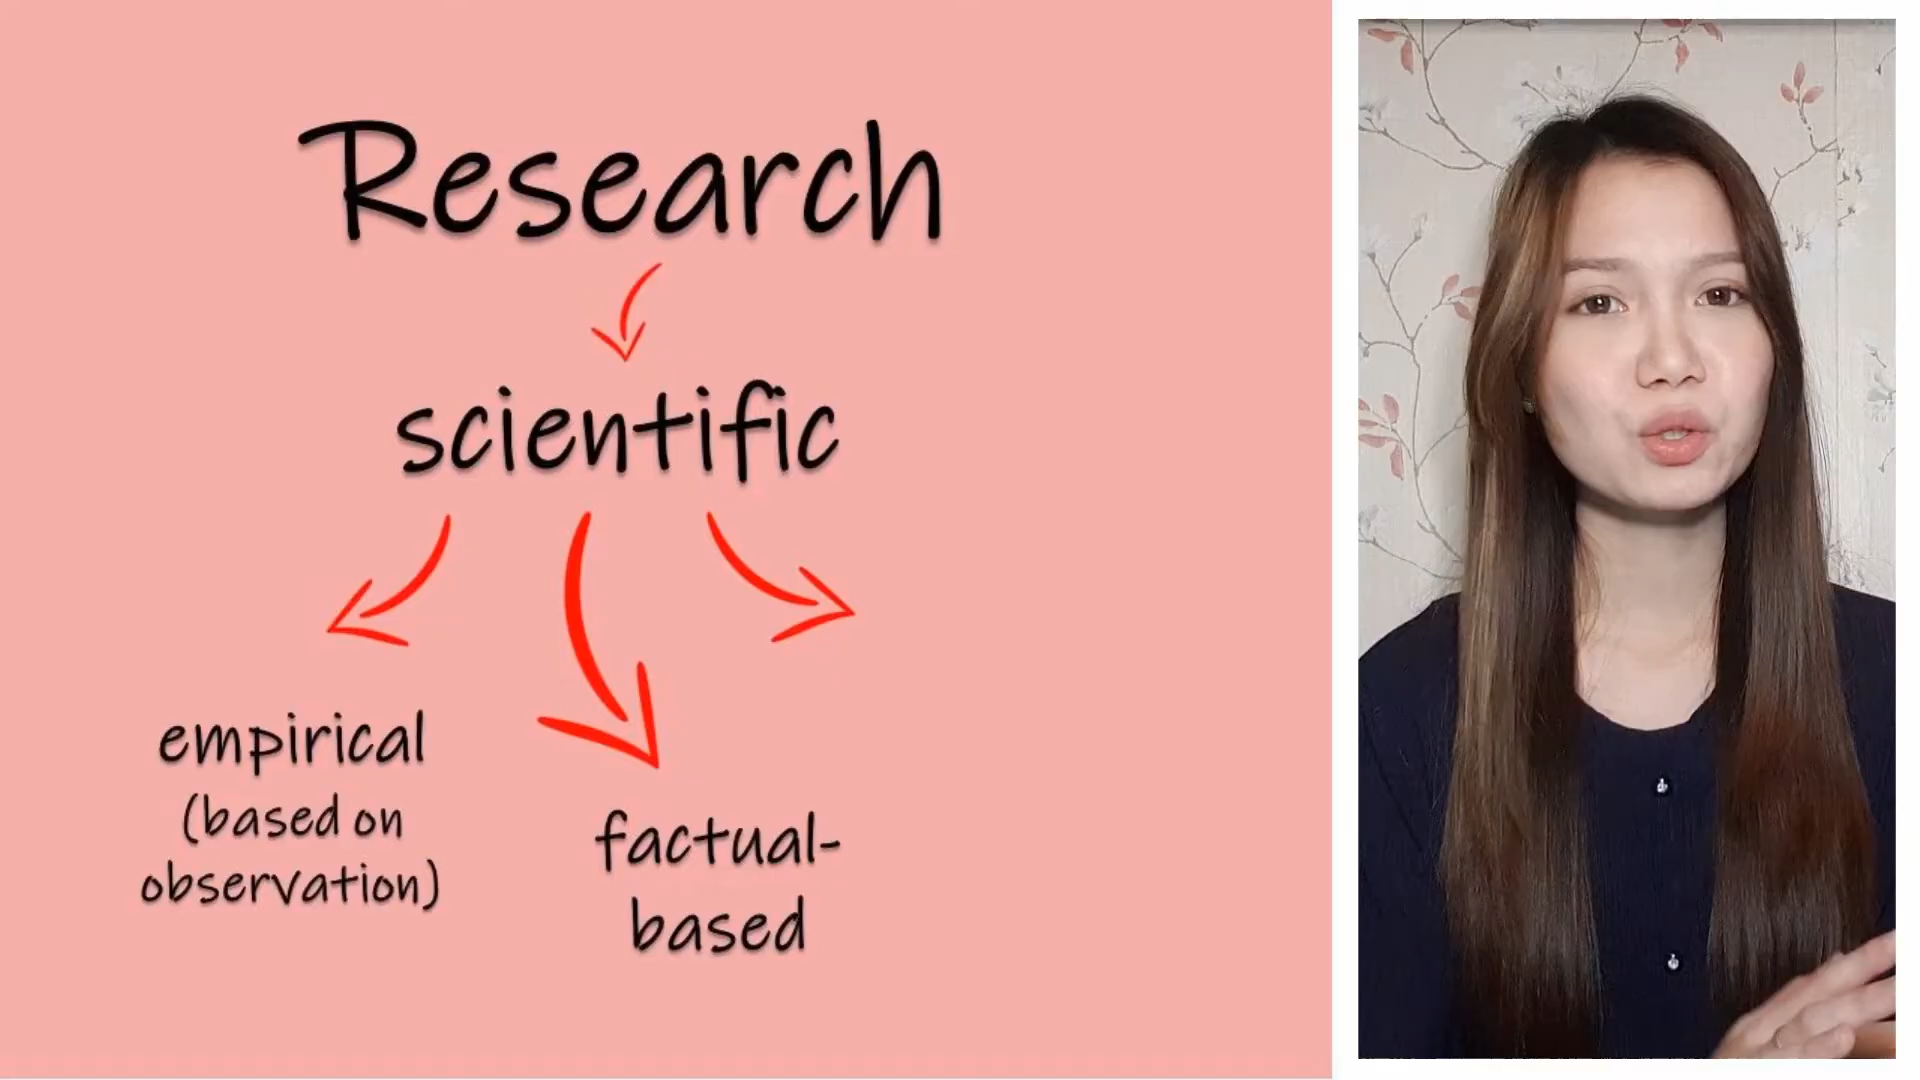 Research
scientific
empirical
(based on
observation)
factual-
based